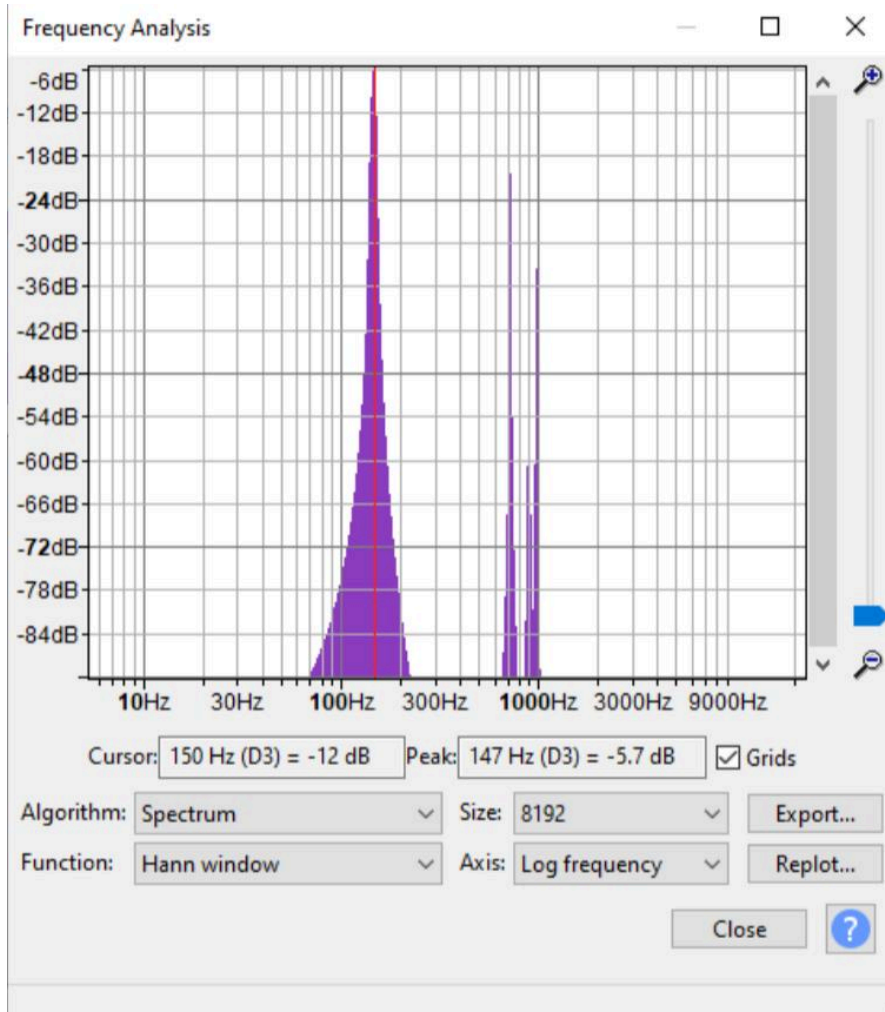 Frequency Analysis
-6dB
-12dB
-18dB
-24dB
-30dB
-36dB
-42dB
-48dB
-54dB
-60dB
-66dB
-72dB
-78dB
-84dB
10Hz 30Hz 100Hz 300Hz 1000Hz 3000Hz 9000Hz
Cursor: 150 Hz (D3) = -12 dB Peak: 147 Hz (D3) = -5.7 dB Grids
Algorithm: Spectrum Size: 8192 Export...
Function: Hann window Axis: Log frequency Replot...
Close ?